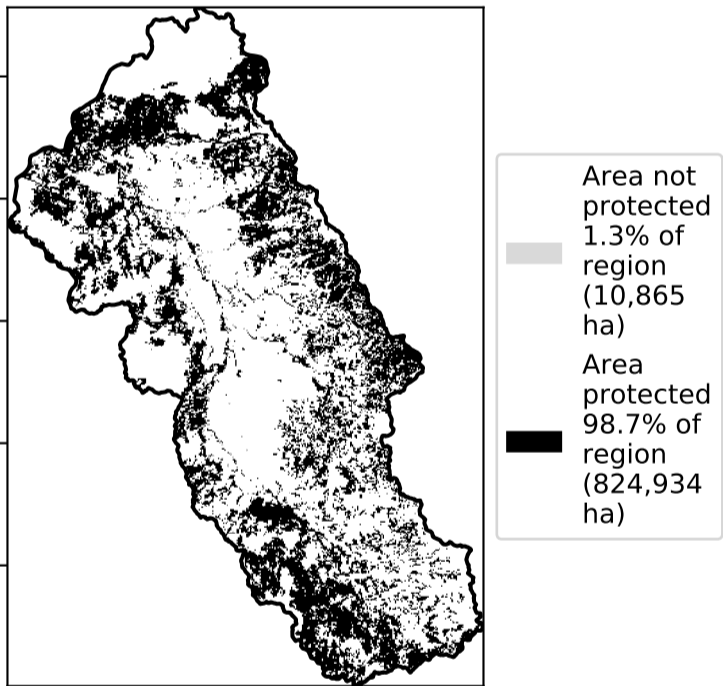 Area not
protected
1.3% of
region
(10,865
ha)
Area
protected
98.7% of
region
(824,934
ha)